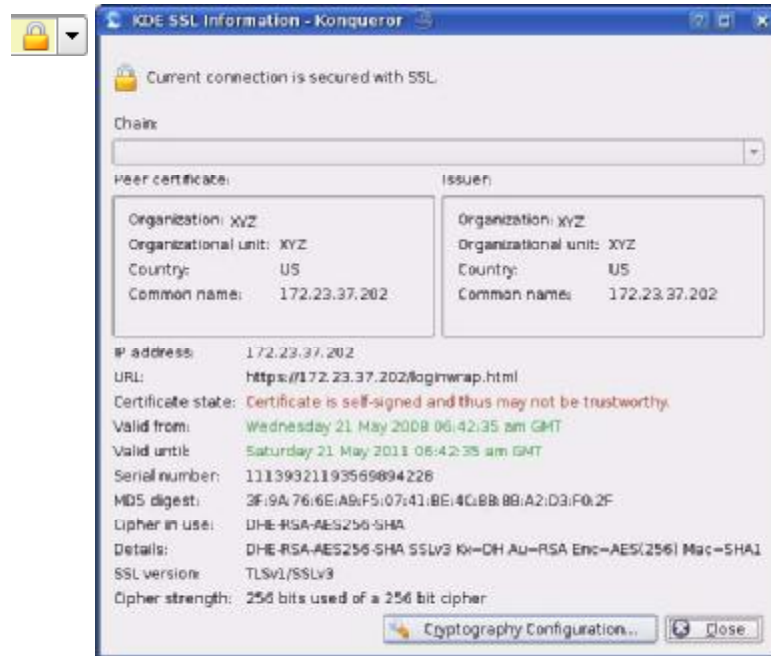 KDE SSL Information - Konqueror
Current connection is secured with SSL.
Chain:
Peer certificate: Issuer:
Organization: XYZ Organization: XYZ
Organizational unit: XYZ Organizational unit: XYZ
Country: US Country: US
Common name: 172.23.37.202 Common name: 172.23.37.202
IP address: 172.23.37.202
URL: https://172.23.37.202/loginwrap.html
Certificate state: Certificate is self-signed and thus may not be trustworthy.
Valid from: Wednesday 21 May 2008 06:42:35 am GMT
Valid until: Saturday 21 May 2011 06:42:35 am GMT
Serial number: 11139321193569894228
MD5 digest: 3F:9A:76:6E:A9:F5:07:41:BE:4C:BB:8B:A2:D3:F0:2F
Cipher in use: DHE-RSA-AES256-SHA
Details: DHE-RSA-AES256-SHA SSLv3 Kx=DH Au=RSA Enc=AES(256) Mac=SHA1
SSL version: TLSv1/SSLv3
Cipher strength: 256 bits used of a 256 bit cipher
Cryptography Configuration... Close